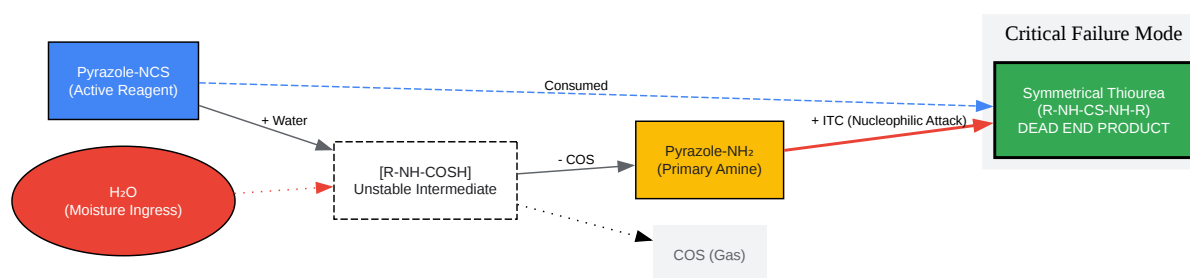 Critical Failure Mode
Pyrazole-NCS
(Active Reagent)
Consumed
Symmetrical Thiourea
(R-NH-CS-NH-R)
DEAD END PRODUCT
+ Water
+ ITC (Nucleophilic Attack)
[R-NH-COSH]
Unstable Intermediate
- COS
Pyrazole-NH₂
(Primary Amine)
H₂O
(Moisture Ingress)
COS (Gas)